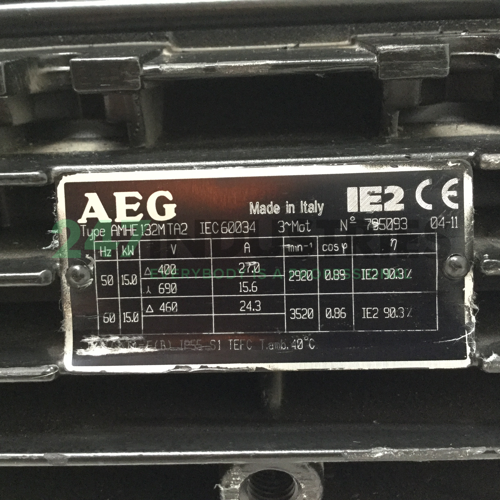 AEG Made in Italy IE2 CE
Type AMHE132MTA2 IEC60034 3~Mot N° 795093 04-11
Hz kW V A min-¹ cosφ η
50 15.0 Δ 400 27.0 2920 0.89 IE2 90.3%
⅄ 690 15.6
60 15.0 Δ 460 24.3 3520 0.86 IE2 90.3%
IP55 S1 TEFC T.amb.40°C